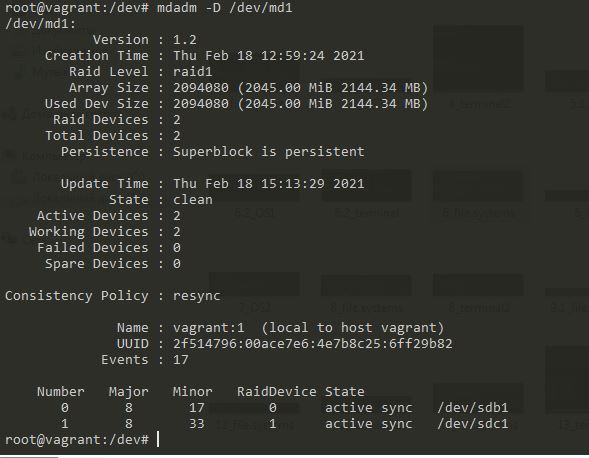 root@vagrant:/dev# mdadm -D /dev/md1
/dev/md1:
Version : 1.2
Creation Time : Thu Feb 18 12:59:24 2021
Raid Level : raid1
Array Size : 2094080 (2045.00 MiB 2144.34 MB)
Used Dev Size : 2094080 (2045.00 MiB 2144.34 MB)
Raid Devices : 2
Total Devices : 2
Persistence : Superblock is persistent
Update Time : Thu Feb 18 15:13:29 2021
State : clean
Active Devices : 2
Working Devices : 2
Failed Devices : 0
Spare Devices : 0
Consistency Policy : resync
Name : vagrant:1  (local to host vagrant)
UUID : 2f514796:00ace7e6:4e7b8c25:6ff29b82
Events : 17
Number   Major   Minor   RaidDevice State
0       8       17        0      active sync   /dev/sdb1
1       8       33        1      active sync   /dev/sdc1
root@vagrant:/dev#